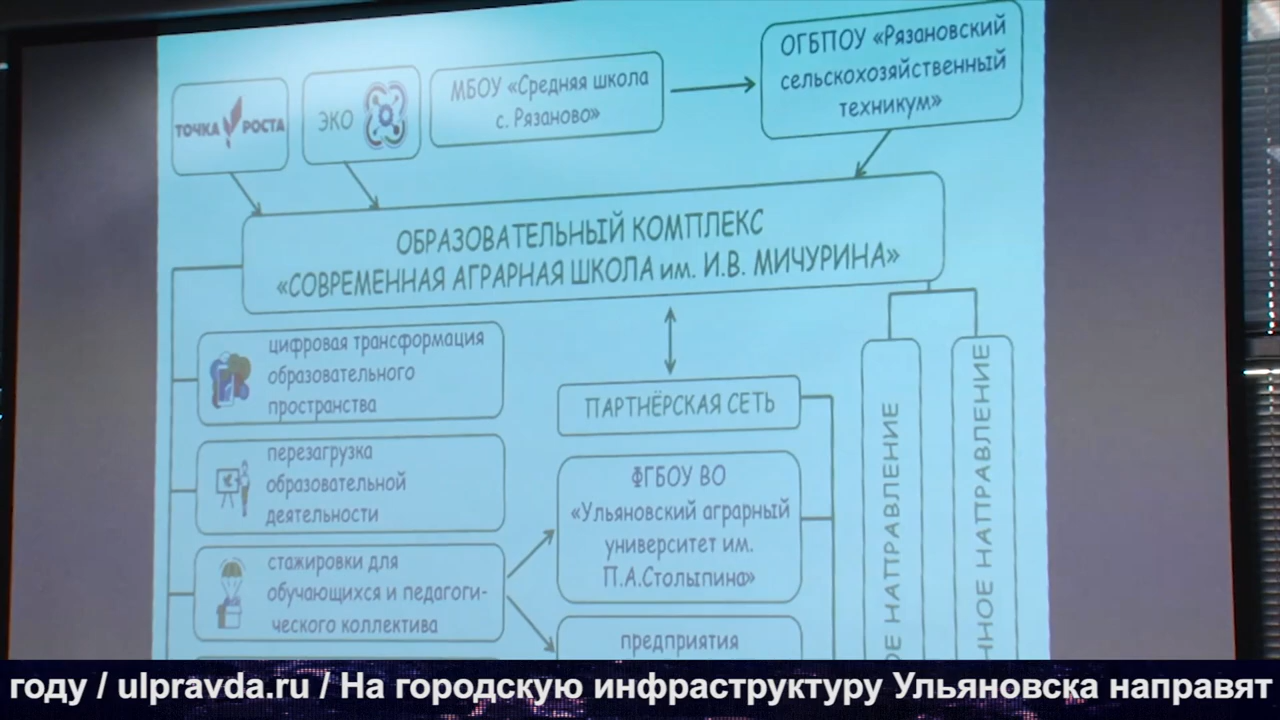 ТОЧКА РОСТА
ЭКО
МБОУ «Средняя школа
с. Рязаново»
ОГБПОУ «Рязановский
сельскохозяйственный
техникум»
ОБРАЗОВАТЕЛЬНЫЙ КОМПЛЕКС
«СОВРЕМЕННАЯ АГРАРНАЯ ШКОЛА им. И.В. МИЧУРИНА»
цифровая трансформация
образовательного
пространства
перезагрузка
образовательной
деятельности
стажировки для
обучающихся и педагоги-
ческого коллектива
ПАРТНЁРСКАЯ СЕТЬ
ФГБОУ ВО
«Ульяновский аграрный
университет им.
П.А.Столыпина»
предприятия
ОЕ НАПРАВЛЕНИЕ
ННОЕ НАПРАВЛЕНИЕ
году / ulpravda.ru / На городскую инфраструктуру Ульяновска направят